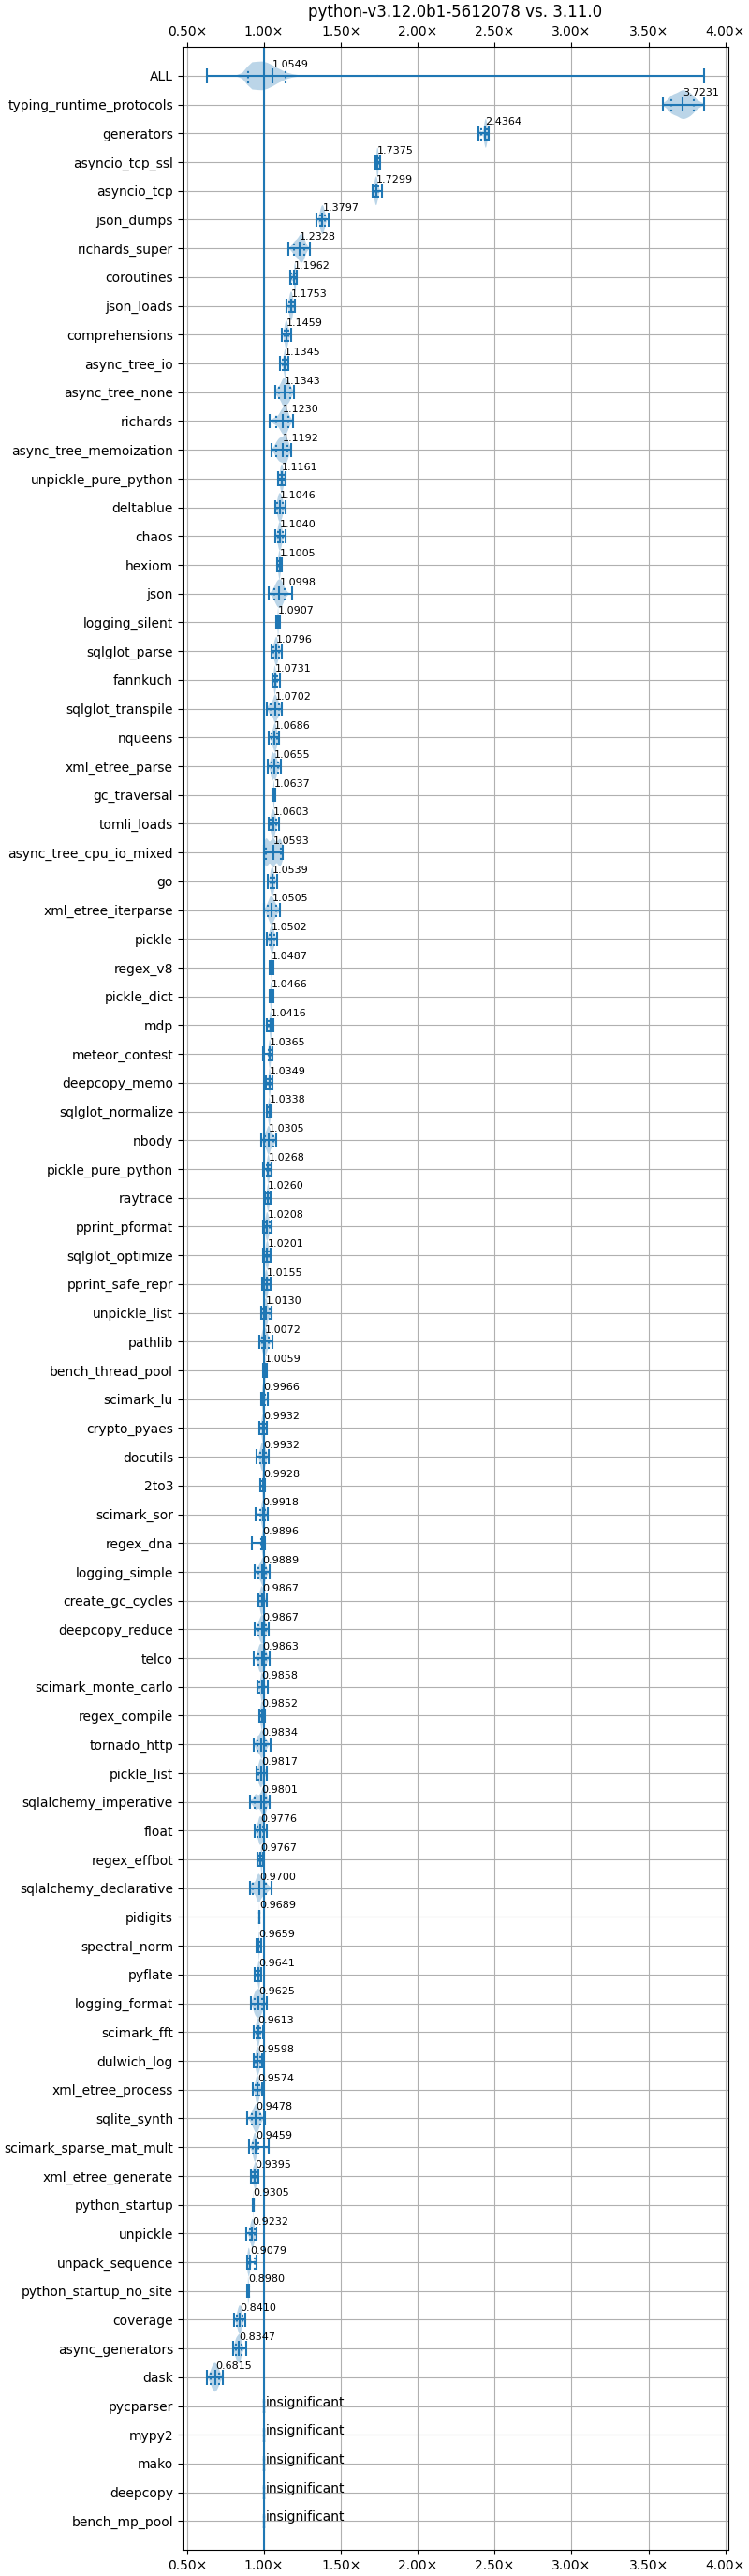 python-v3.12.0b1-5612078 vs. 3.11.0
0.50× 1.00× 1.50× 2.00× 2.50× 3.00× 3.50× 4.00×
ALL 1.0549
typing_runtime_protocols 3.7231
generators 2.4364
asyncio_tcp_ssl 1.7375
asyncio_tcp 1.7299
json_dumps 1.3797
richards_super 1.2328
coroutines 1.1962
json_loads 1.1753
comprehensions 1.1459
async_tree_io 1.1345
async_tree_none 1.1343
richards 1.1230
async_tree_memoization 1.1192
unpickle_pure_python 1.1161
deltablue 1.1046
chaos 1.1040
hexiom 1.1005
json 1.0998
logging_silent 1.0907
sqlglot_parse 1.0796
fannkuch 1.0731
sqlglot_transpile 1.0702
nqueens 1.0686
xml_etree_parse 1.0655
gc_traversal 1.0637
tomli_loads 1.0603
async_tree_cpu_io_mixed 1.0593
go 1.0539
xml_etree_iterparse 1.0505
pickle 1.0502
regex_v8 1.0487
pickle_dict 1.0466
mdp 1.0416
meteor_contest 1.0365
deepcopy_memo 1.0349
sqlglot_normalize 1.0338
nbody 1.0305
pickle_pure_python 1.0268
raytrace 1.0260
pprint_pformat 1.0208
sqlglot_optimize 1.0201
pprint_safe_repr 1.0155
unpickle_list 1.0130
pathlib 1.0072
bench_thread_pool 1.0059
scimark_lu 0.9966
crypto_pyaes 0.9932
docutils 0.9932
2to3 0.9928
scimark_sor 0.9918
regex_dna 0.9896
logging_simple 0.9889
create_gc_cycles 0.9867
deepcopy_reduce 0.9867
telco 0.9863
scimark_monte_carlo 0.9858
regex_compile 0.9852
tornado_http 0.9834
pickle_list 0.9817
sqlalchemy_imperative 0.9801
float 0.9776
regex_effbot 0.9767
sqlalchemy_declarative 0.9700
pidigits 0.9689
spectral_norm 0.9659
pyflate 0.9641
logging_format 0.9625
scimark_fft 0.9613
dulwich_log 0.9598
xml_etree_process 0.9574
sqlite_synth 0.9478
scimark_sparse_mat_mult 0.9459
xml_etree_generate 0.9395
python_startup 0.9305
unpickle 0.9232
unpack_sequence 0.9079
python_startup_no_site 0.8980
coverage 0.8410
async_generators 0.8347
dask 0.6815
pycparser insignificant
mypy2 insignificant
mako insignificant
deepcopy insignificant
bench_mp_pool insignificant
0.50× 1.00× 1.50× 2.00× 2.50× 3.00× 3.50× 4.00×